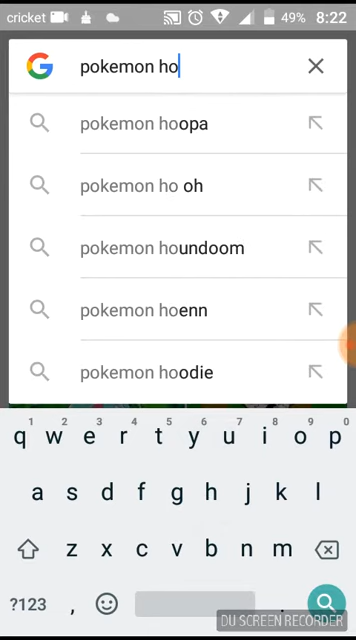 cricket 49% 8:22
pokemon ho
pokemon hoopa
pokemon ho oh
pokemon houndoom
pokemon hoenn
pokemon hoodie
1 2 3 4 5 6 7 8 9 0
q w e r t y u i o p
a s d f g h j k l
z x c v b n m
?123 , .
DU SCREEN RECORDER